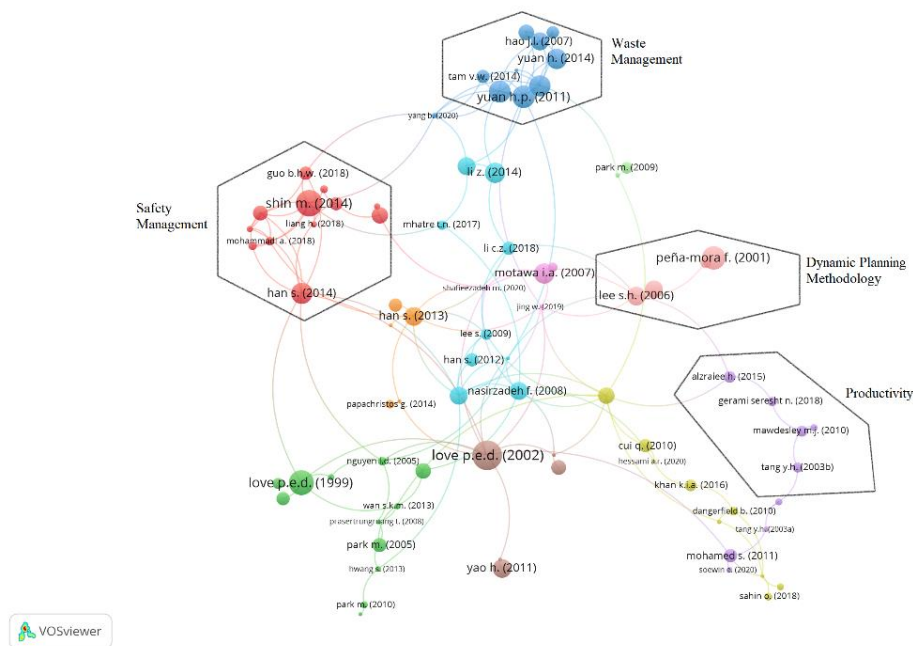 hao j.l. (2007)
Waste
Management
yuan h. (2014)
tam v.w. (2014)
yuan h.p. (2011)
yang b. (2020)
park m. (2009)
guo b.h.w. (2018)
li z. (2014)
Safety
Management
shin m. (2014)
liang h. (2018)
mohammadi a. (2018)
mhatre t.n. (2017)
li c.z. (2018)
peña-mora f. (2001)
Dynamic Planning
Methodology
motawa i.a. (2007)
shafieezadeh m. (2020)
han s. (2014)
lee s.h. (2006)
jing w. (2019)
han s. (2013)
lee s. (2009)
han s. (2012)
alzraiee h. (2015)
Productivity
nasirzadeh f. (2008)
gerami seresht n. (2018)
papachristos g. (2014)
mawdesley m.j. (2010)
cui q. (2010)
love p.e.d. (2002)
nguyen l.d. (2005)
hessami a.r. (2020)
tang y.h. (2003b)
love p.e.d. (1999)
khan k.i.a. (2016)
wan s.k.m. (2013)
dangerfield b. (2010)
prasertrungruang t. (2008)
tang y.h. (2003a)
park m. (2005)
mohamed s. (2011)
hwang s. (2013)
yao h. (2011)
soewin e. (2020)
sahin o. (2018)
park m. (2010)
VOSviewer